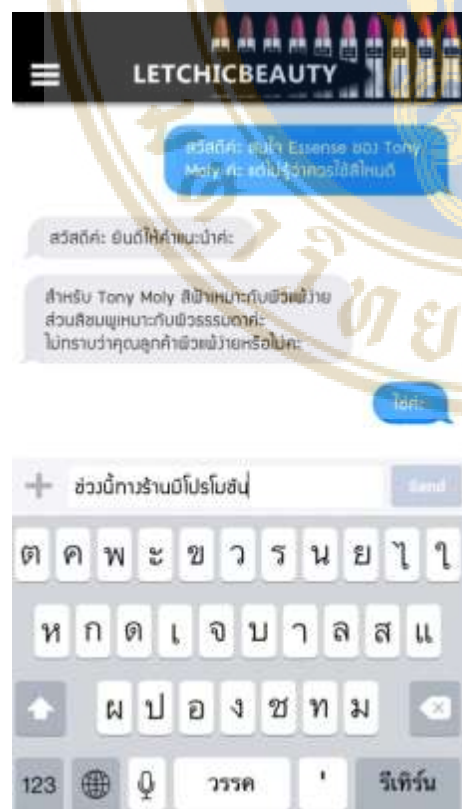 LETCHICBEAUTY
สวัสดีค่ะ สนใจ Essense ของ Tony
Moly ค่ะ แต่ไม่รู้ว่าควรใช้สีไหนดี
สวัสดีค่ะ ยินดีให้คำแนะนำค่ะ
สำหรับ Tony Moly สีฟ้าเหมาะกับผิวแพ้ง่าย
ส่วนสีชมพูเหมาะกับผิวธรรมดาค่ะ
ไม่ทราบว่าคุณลูกค้าผิวแพ้ง่ายหรือไม่คะ
ใช่ค่ะ
ช่วงนี้ทางร้านมีโปรโมชัน
Send
ต ค พ ะ ข ว ร น ย ไ ใ
ห ก ด เ จ บ า ล ส แ
ผ ป อ ง ช ท ม
123 วรรค ' รีเทิร์น